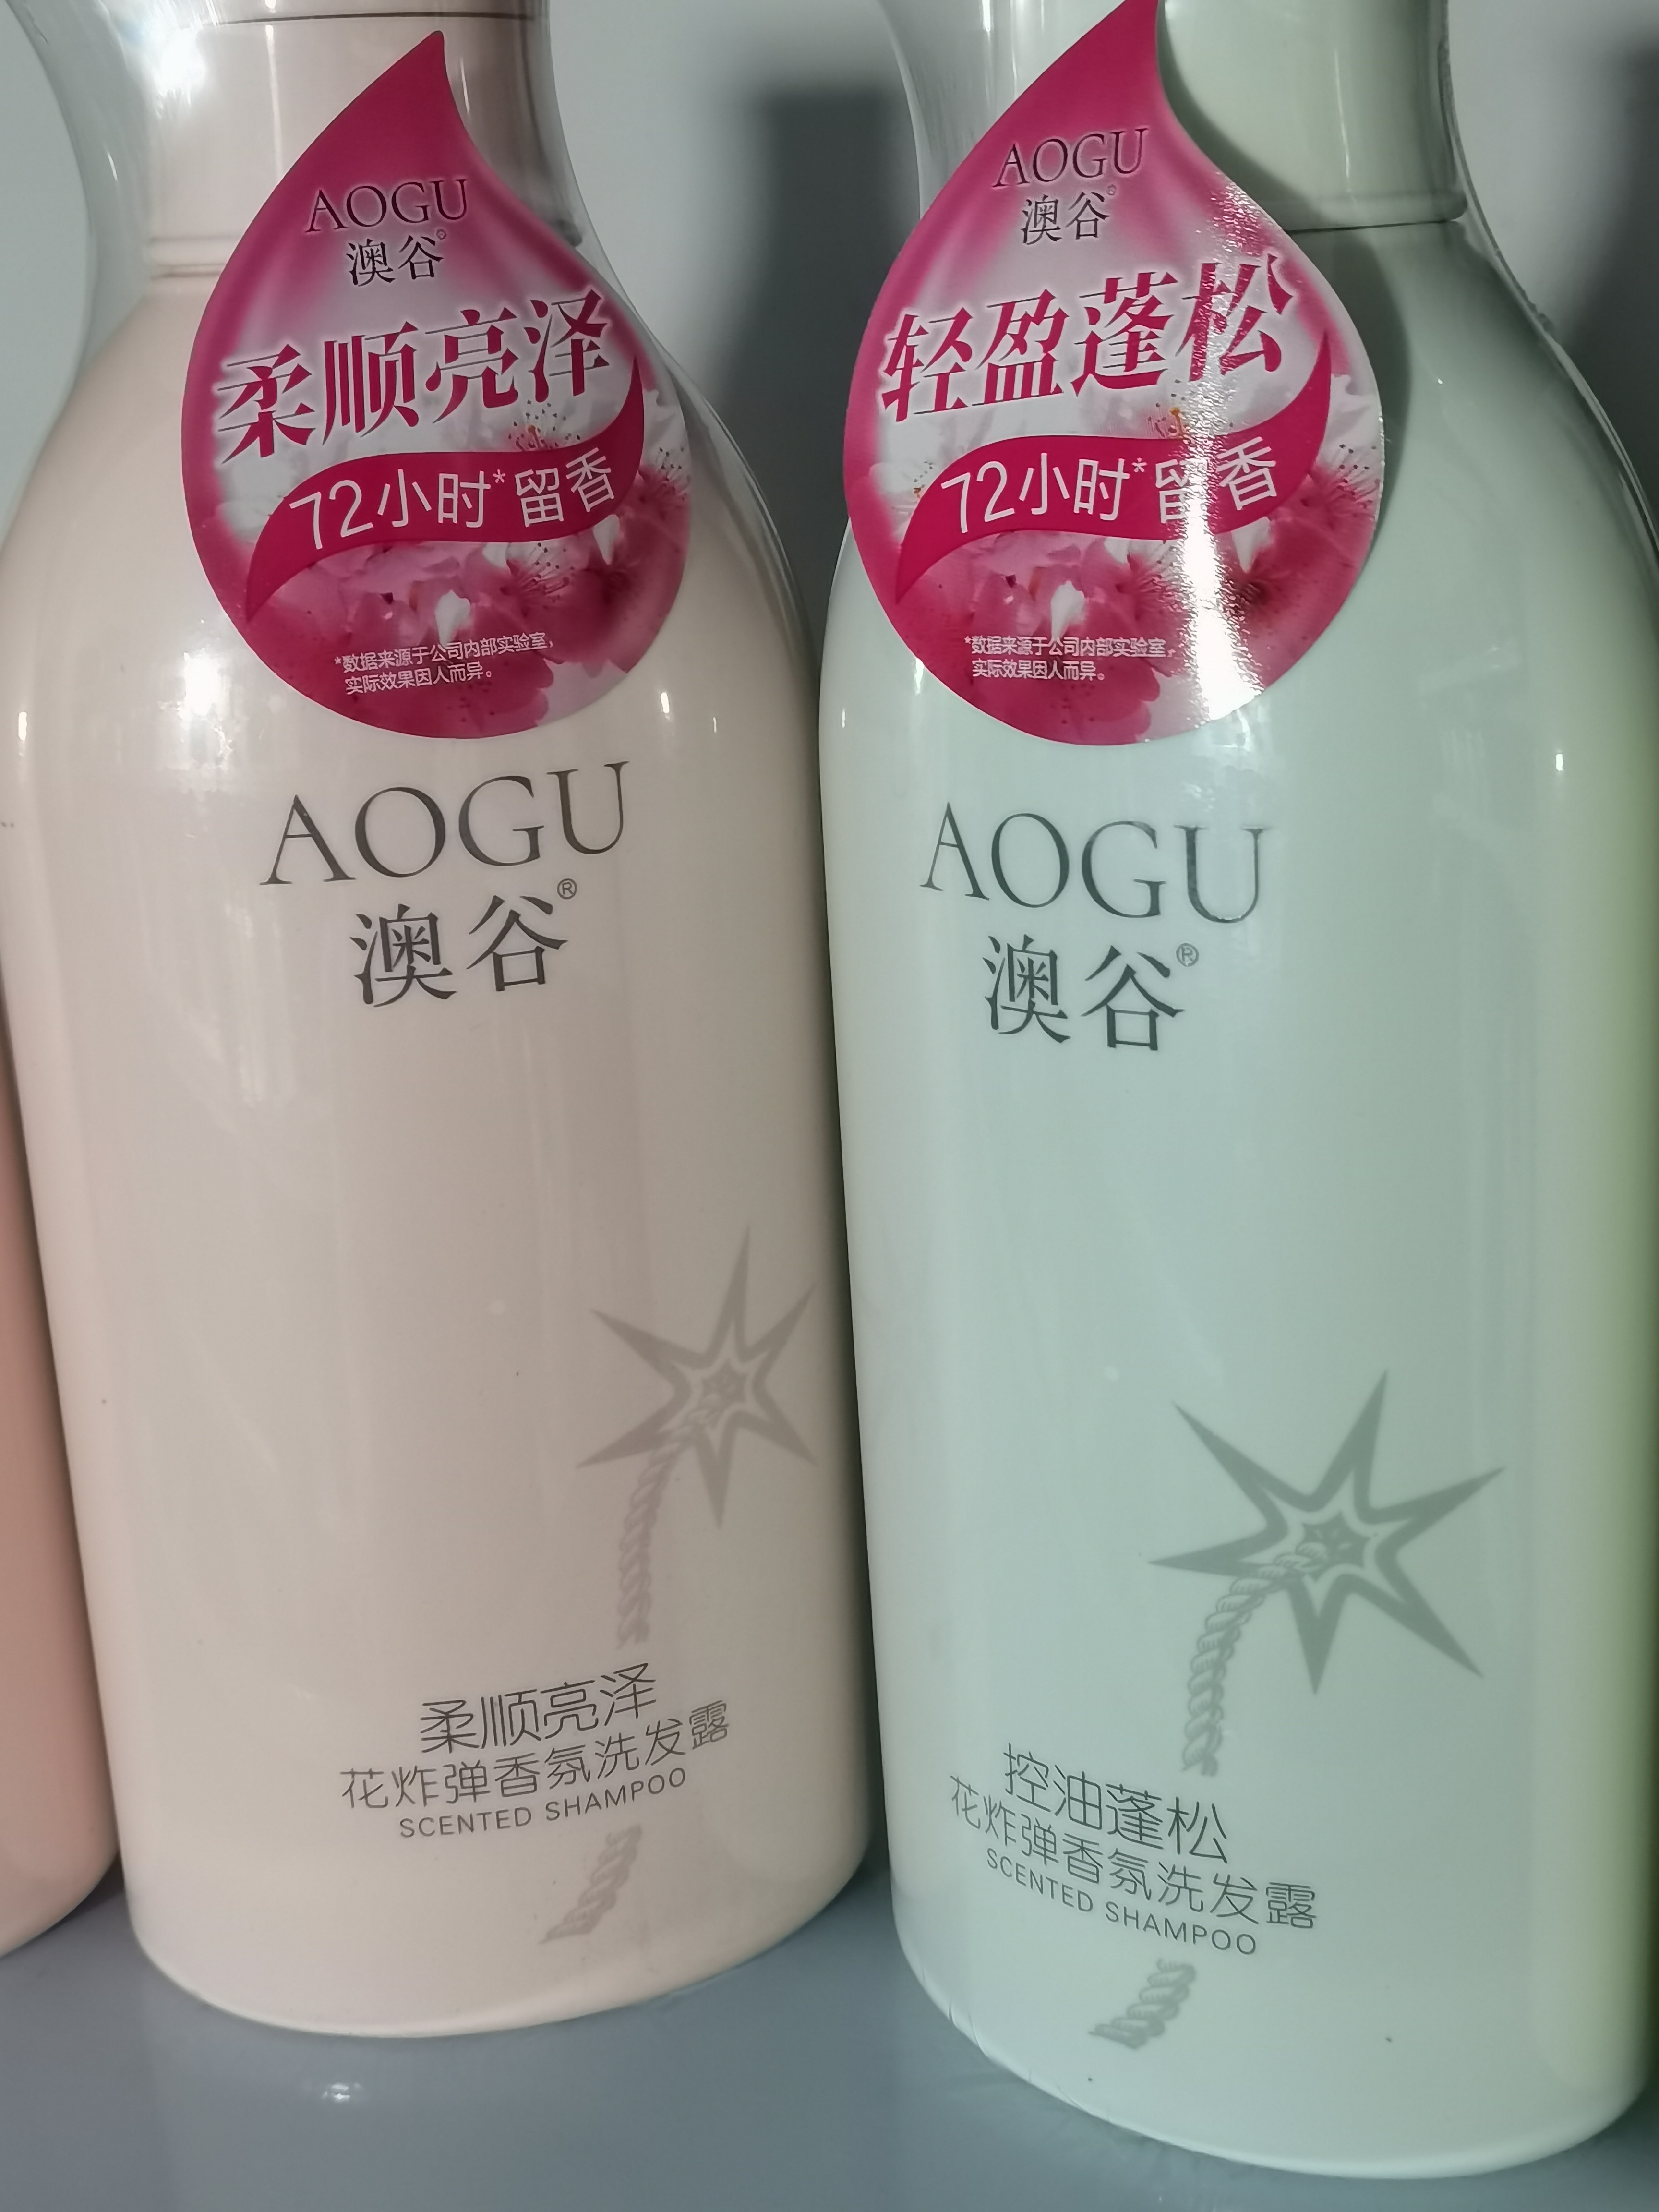 AOGU
澳谷
柔顺亮泽
72小时*留香
*数据来源于公司内部实验室,
实际效果因人而异。
AOGU
澳谷®
柔顺亮泽
花炸弹香氛洗发露
SCENTED SHAMPOO
AOGU
澳谷
轻盈蓬松
72小时*留香
*数据来源于公司内部实验室,
实际效果因人而异。
AOGU
澳谷®
控油蓬松
花炸弹香氛洗发露
SCENTED SHAMPOO